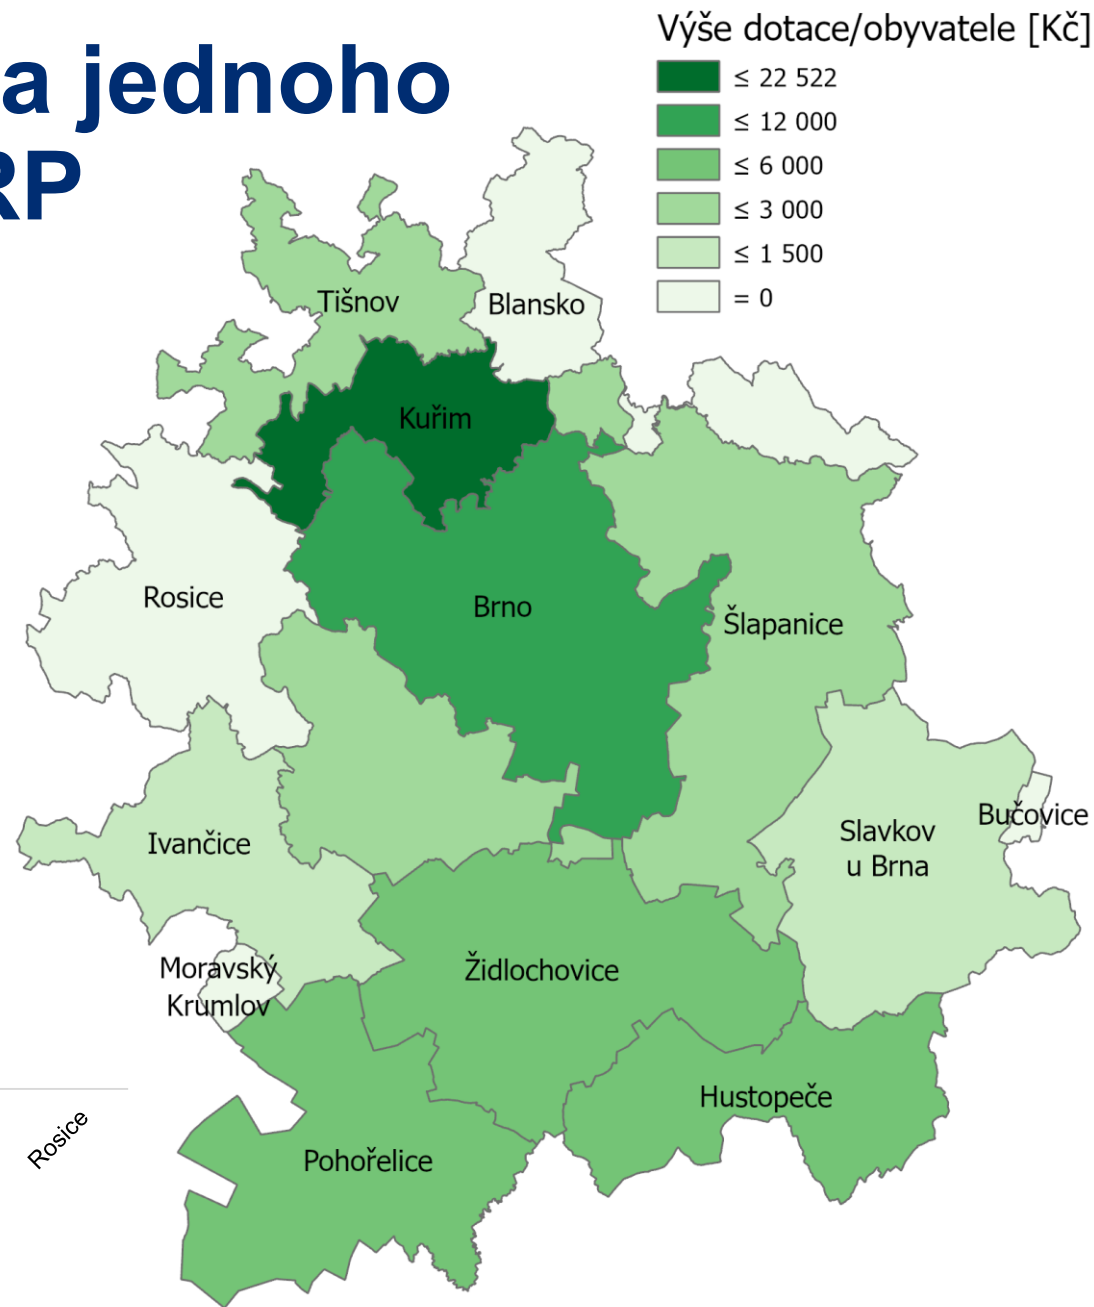 a jednoho
RP
Výše dotace/obyvatele [Kč]
≤ 22 522
≤ 12 000
≤ 6 000
≤ 3 000
≤ 1 500
= 0
Tišnov
Blansko
Kuřim
Rosice
Brno
Šlapanice
Ivančice
Slavkov
u Brna
Bučovice
Moravský
Krumlov
Židlochovice
Hustopeče
Pohořelice
Rosice